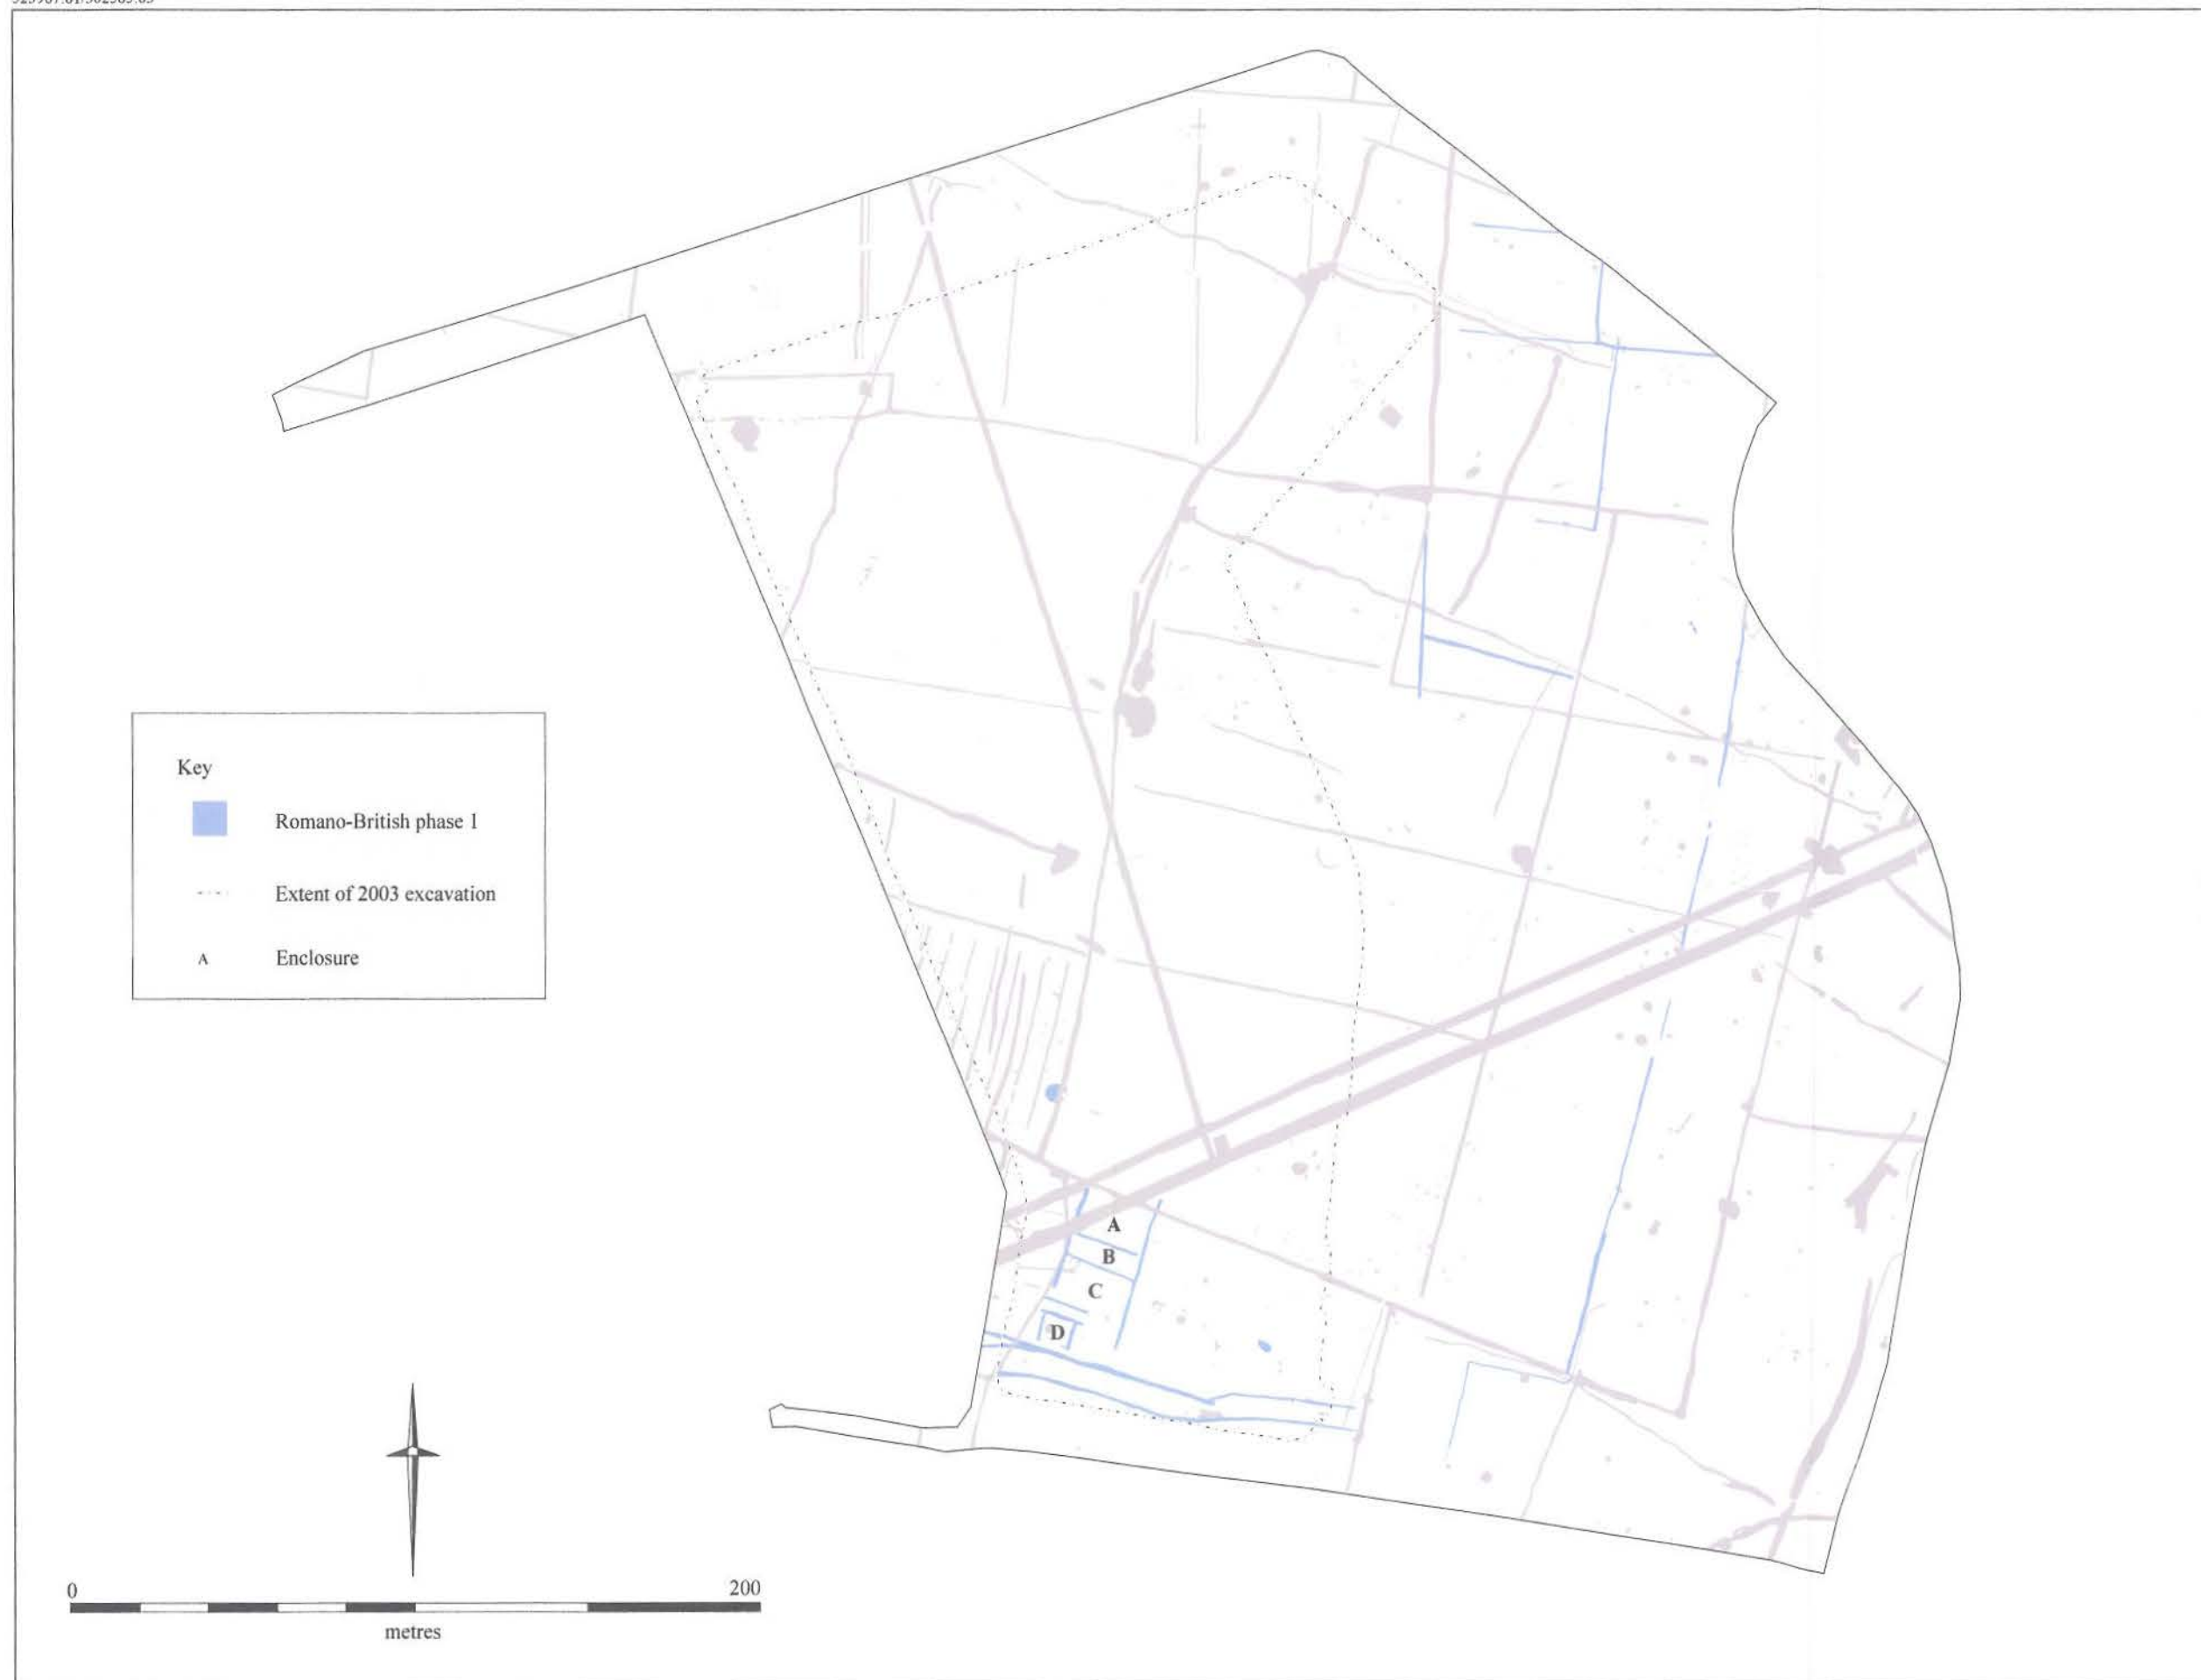 Key
Romano-British phase 1
Extent of 2003 excavation
A Enclosure
A
B
C
D
0 200
metres